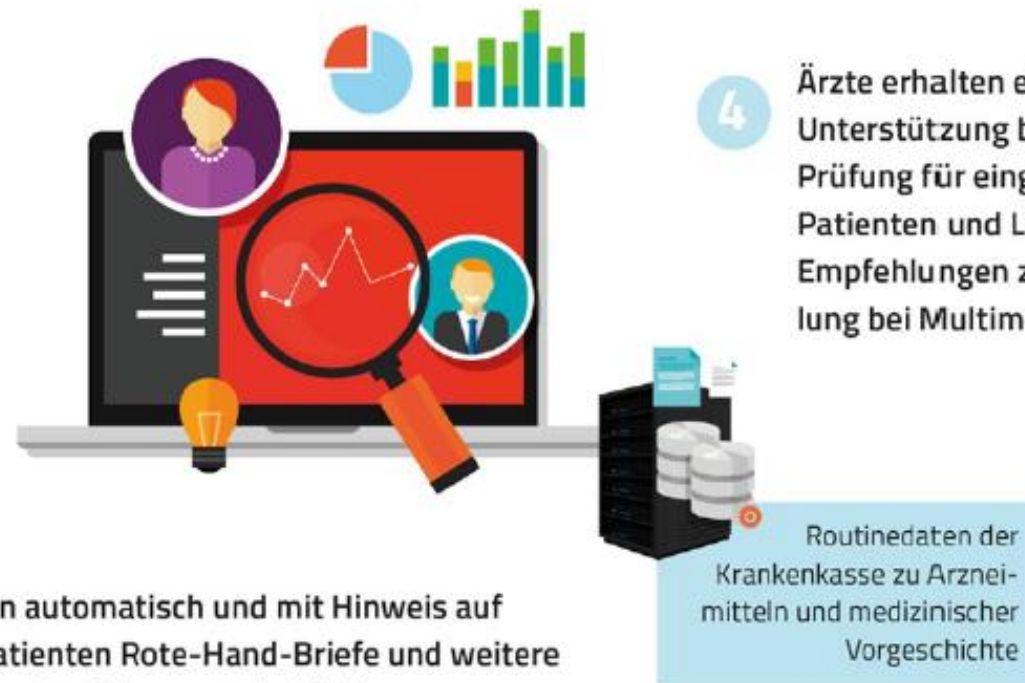 4
Ärzte erhalten e
Unterstützung b
Prüfung für eing
Patienten und L
Empfehlungen z
lung bei Multim
Routinedaten der
Krankenkasse zu Arznei-
mitteln und medizinischer
Vorgeschichte
n automatisch und mit Hinweis auf
atienten Rote-Hand-Briefe und weitere